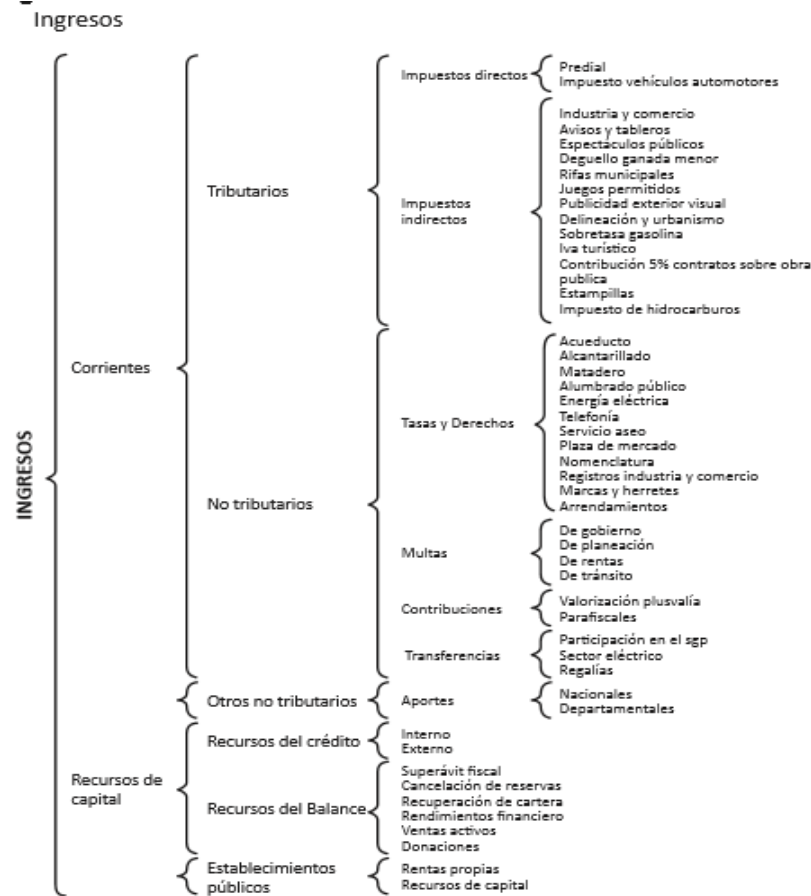 Ingresos
INGRESOS
Corrientes
Tributarios
Impuestos directos
Predial
Impuesto vehículos automotores
Impuestos
indirectos
Industria y comercio
Avisos y tableros
Espectáculos públicos
Deguello ganada menor
Rifas municipales
Juegos permitidos
Publicidad exterior visual
Delineación y urbanismo
Sobretasa gasolina
Iva turístico
Contribución 5% contratos sobre obra
publica
Estampillas
Impuesto de hidrocarburos
No tributarios
Tasas y Derechos
Acueducto
Alcantarillado
Matadero
Alumbrado público
Energía eléctrica
Telefonía
Servicio aseo
Plaza de mercado
Nomenclatura
Registros industria y comercio
Marcas y herretes
Arrendamientos
Multas
De gobierno
De planeación
De rentas
De tránsito
Contribuciones
Valorización plusvalía
Parafiscales
Transferencias
Participación en el sgp
Sector eléctrico
Regalías
Otros no tributarios
Aportes
Nacionales
Departamentales
Recursos de
capital
Recursos del crédito
Interno
Externo
Recursos del Balance
Superávit fiscal
Cancelación de reservas
Recuperación de cartera
Rendimientos financiero
Ventas activos
Donaciones
Establecimientos
públicos
Rentas propias
Recursos de capital